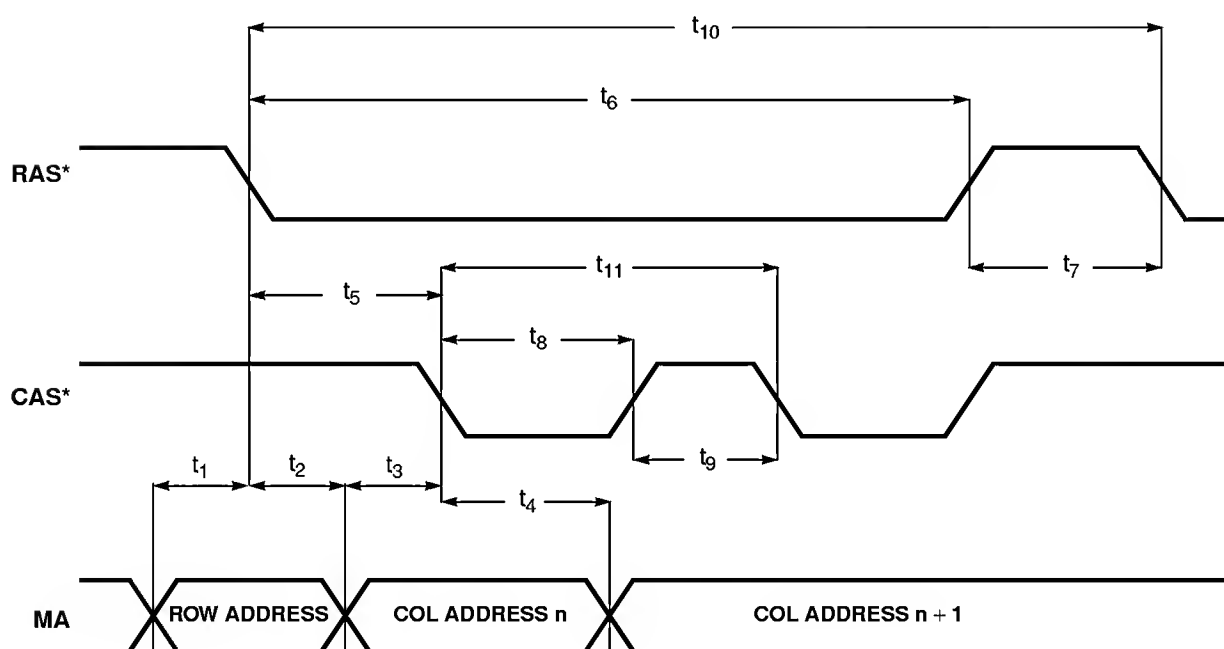 t10
t6
RAS*
t7
t11
t5
t8
CAS*
t9
t1 t2 t3
t4
MA ROW ADDRESS COL ADDRESS n COL ADDRESS n + 1